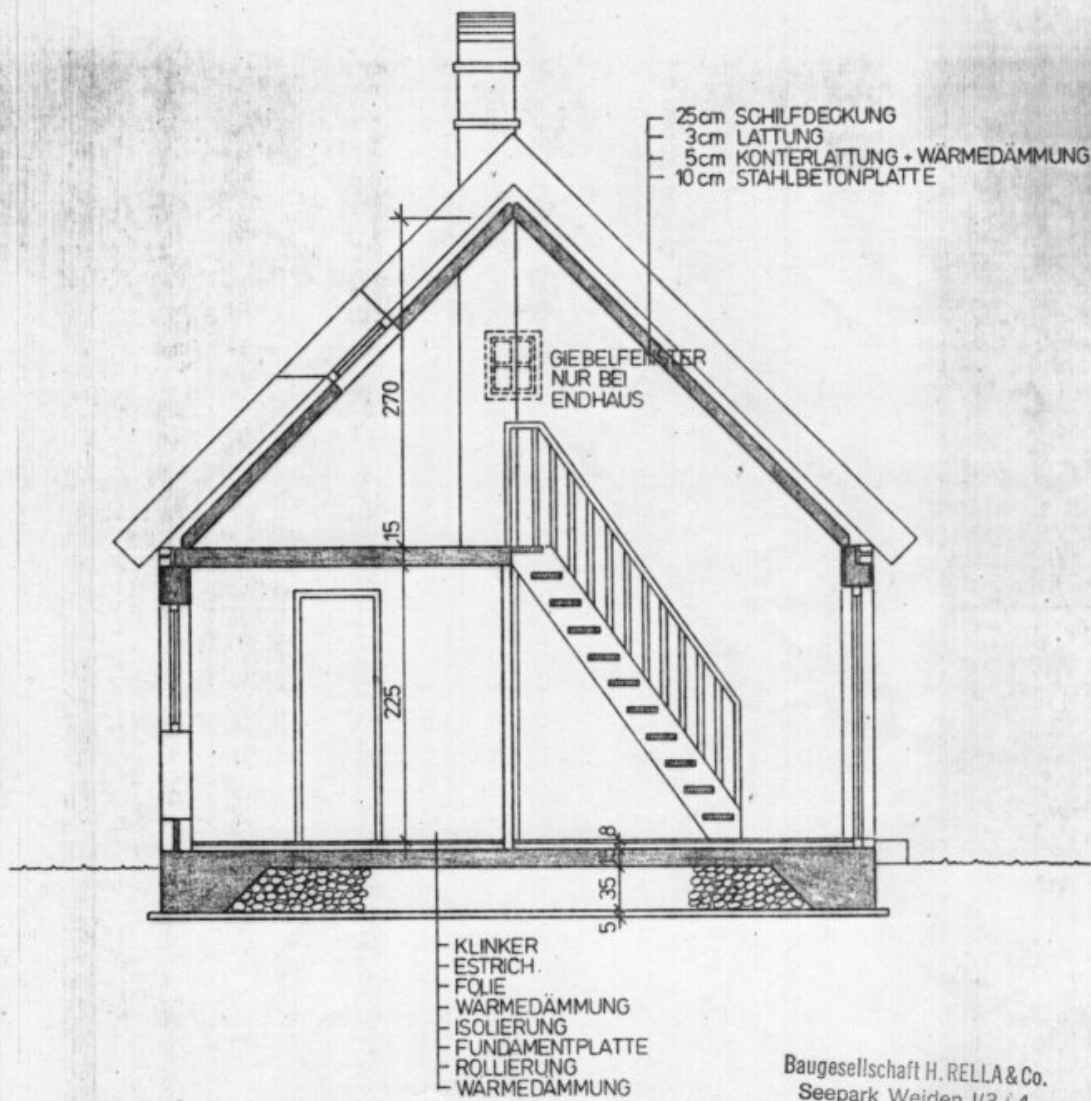 25cm SCHILFDECKUNG
3cm LATTUNG
5cm KONTERLATTUNG + WÄRMEDÄMMUNG
10cm STAHLBETONPLATTE
GIEBELFENSTER
NUR BEI
ENDHAUS
270
15
225
8
35
5
KLINKER
ESTRICH
FOLIE
WÄRMEDÄMMUNG
ISOLIERUNG
FUNDAMENTPLATTE
ROLLIERUNG
WÄRMEDÄMMUNG
Baugesellschaft H. RELLA & Co.
Seepark Weiden